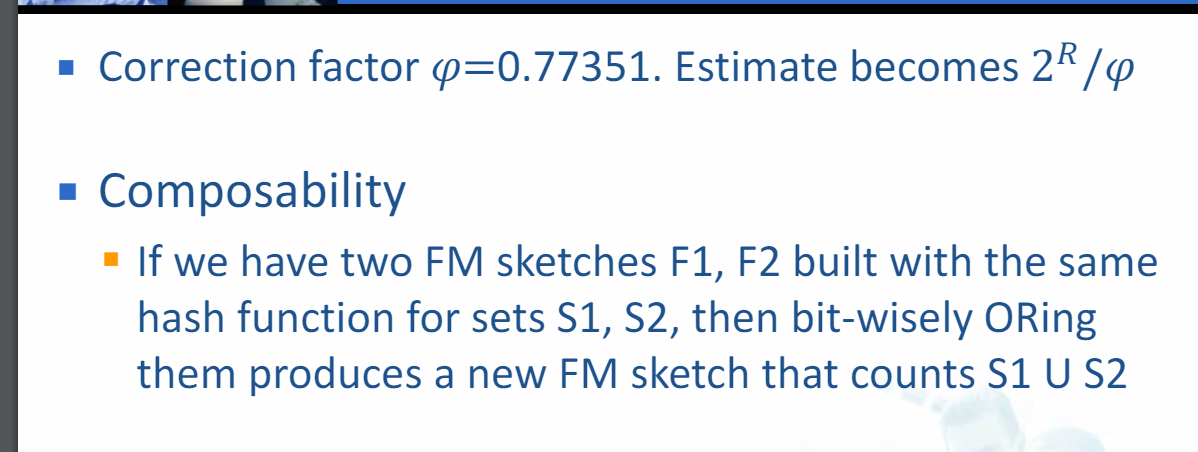 ▪ Correction factor 𝜑=0.77351. Estimate becomes 2^R/𝜑
▪ Composability
▪ If we have two FM sketches F1, F2 built with the same
hash function for sets S1, S2, then bit-wisely ORing
them produces a new FM sketch that counts S1 U S2